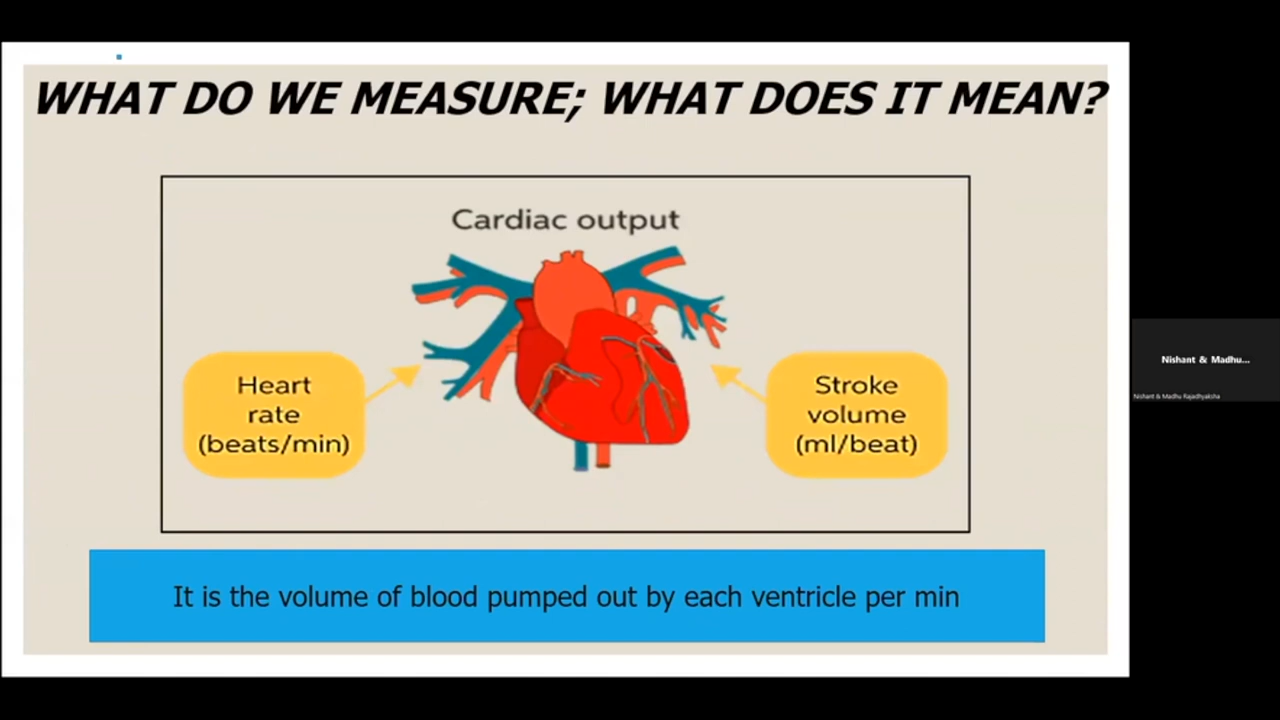 WHAT DO WE MEASURE; WHAT DOES IT MEAN?
Cardiac output
Heart
rate
(beats/min)
Stroke
volume
(ml/beat)
It is the volume of blood pumped out by each ventricle per min
Nishant & Madhu...
Nishant & Madhu Rajadhyaksha